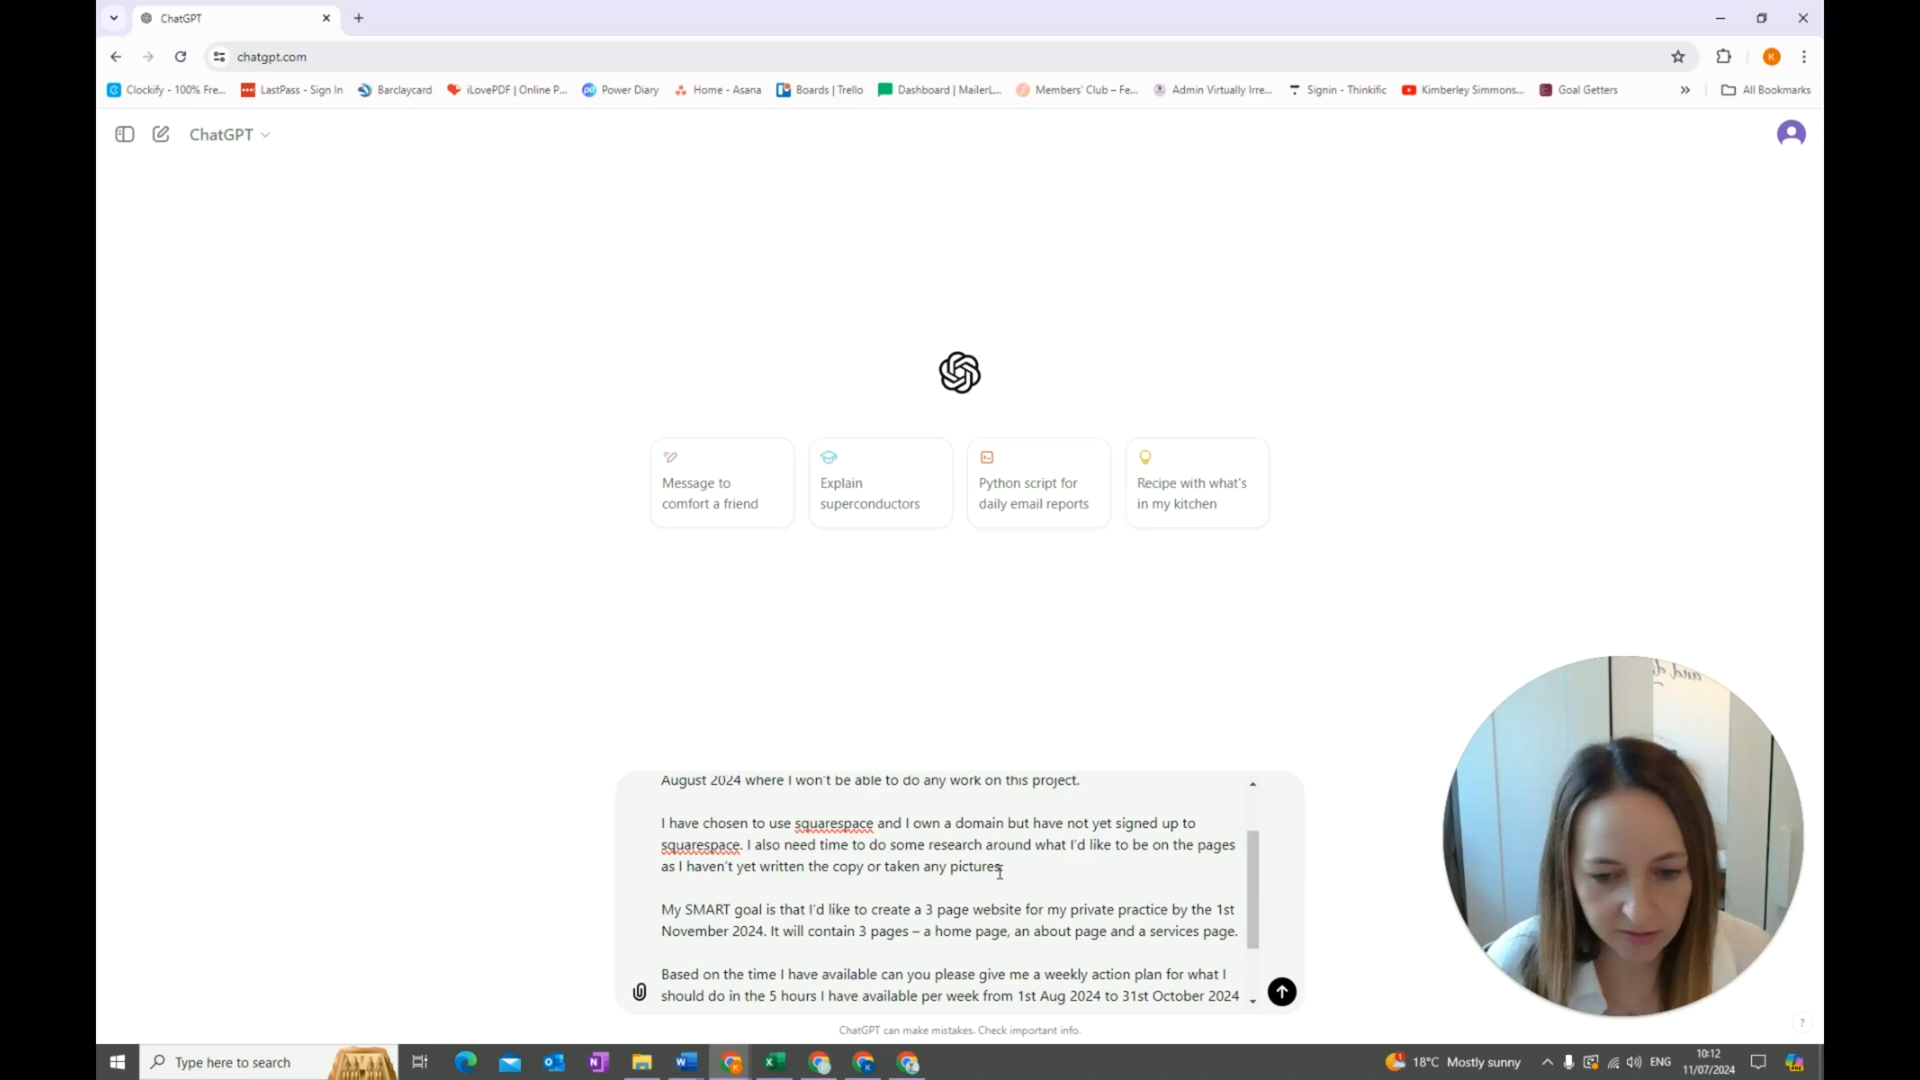 ChatGPT
chatgpt.com
Clockify - 100% Fre...
LastPass - Sign In
Barclaycard
iLovePDF | Online P...
Power Diary
Home - Asana
Boards | Trello
Dashboard | MailerL...
Members' Club – Fe...
Admin Virtually Irre...
Signin - Thinkific
Kimberley Simmons...
Goal Getters
»
All Bookmarks
K
ChatGPT
Message to
comfort a friend
Explain
superconductors
Python script for
daily email reports
Recipe with what's
in my kitchen
August 2024 where I won't be able to do any work on this project.
I have chosen to use squarespace and I own a domain but have not yet signed up to
squarespace. I also need time to do some research around what I'd like to be on the pages
as I haven't yet written the copy or taken any pictures.
My SMART goal is that I'd like to create a 3 page website for my private practice by the 1st
November 2024. It will contain 3 pages – a home page, an about page and a services page.
Based on the time I have available can you please give me a weekly action plan for what I
should do in the 5 hours I have available per week from 1st Aug 2024 to 31st October 2024
ChatGPT can make mistakes. Check important info.
?
Type here to search
18°C Mostly sunny
ENG
10:12
11/07/2024